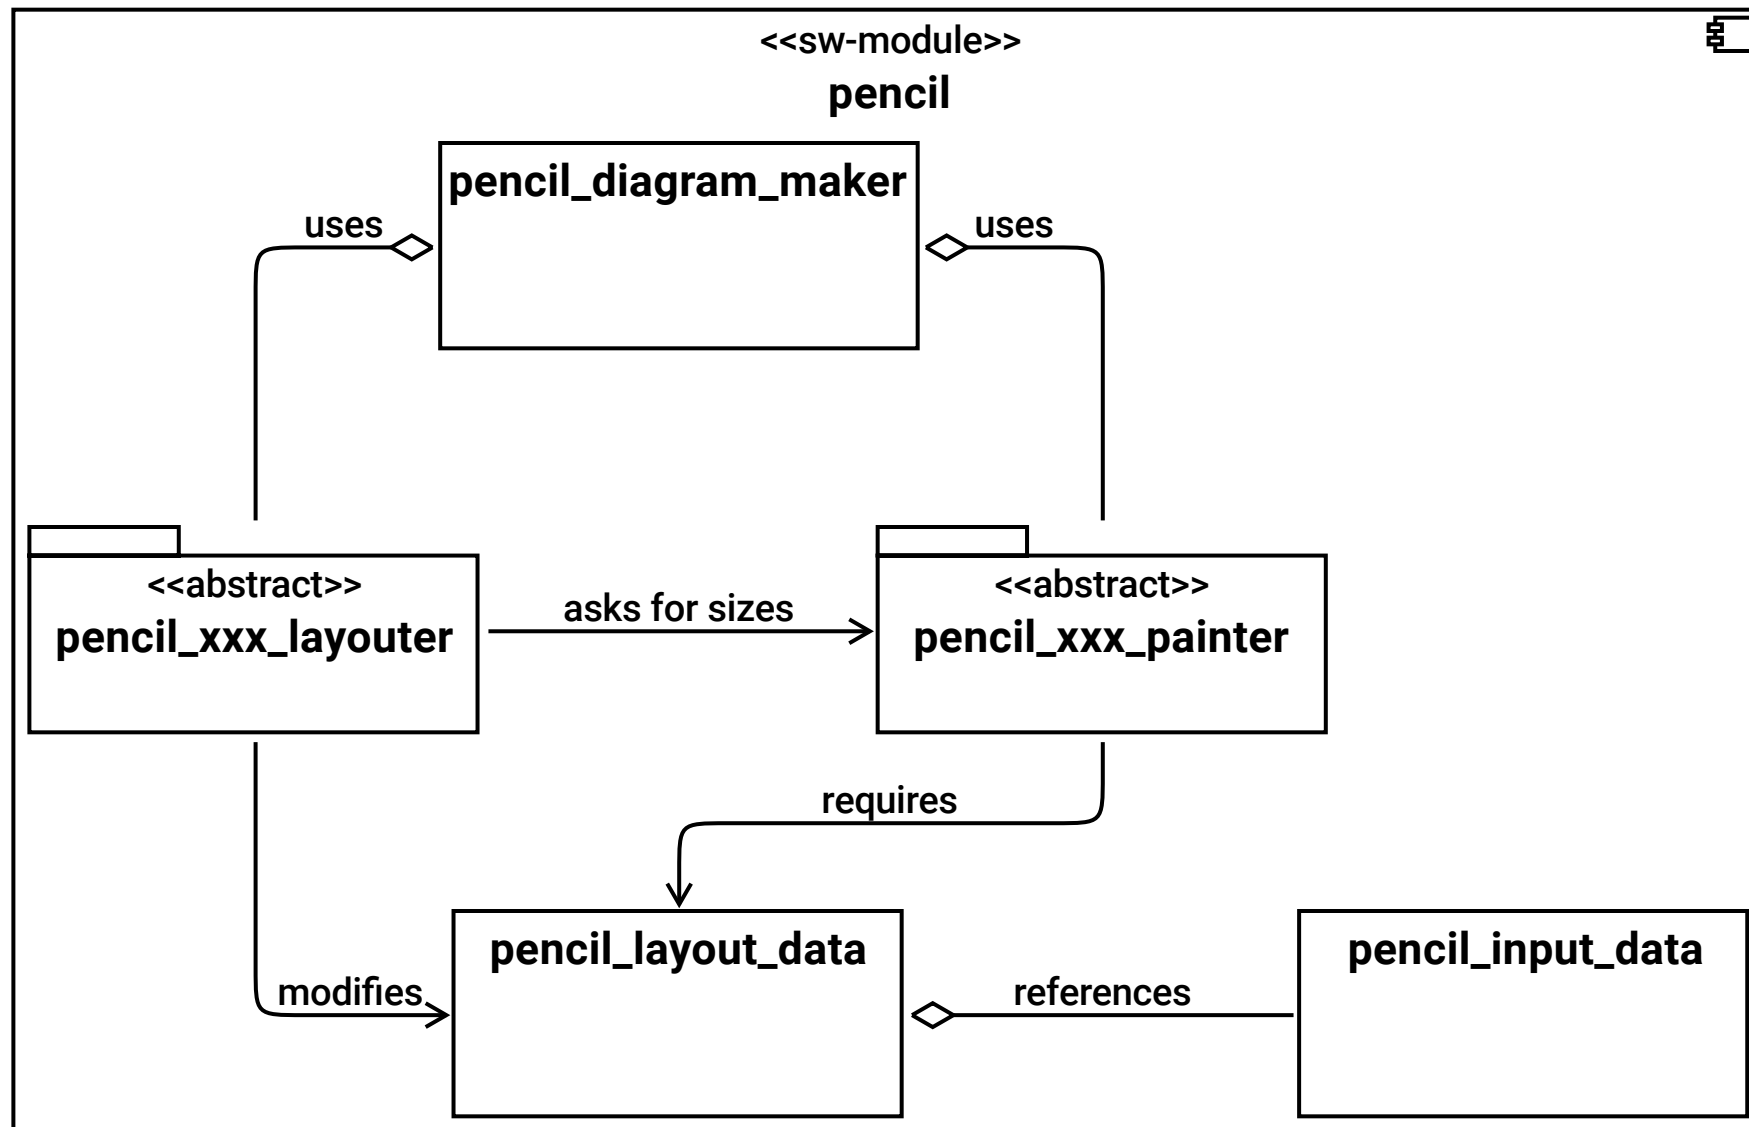 <<sw-module>>
pencil
pencil_diagram_maker
uses
uses
<<abstract>>
pencil_xxx_layouter
asks for sizes
<<abstract>>
pencil_xxx_painter
requires
pencil_layout_data
pencil_input_data
modifies
references